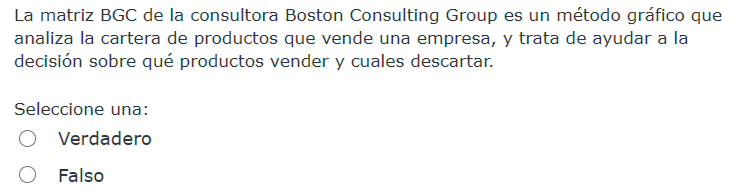 La matriz BGC de la consultora Boston Consulting Group es un método gráfico que
analiza la cartera de productos que vende una empresa, y trata de ayudar a la
decisión sobre qué productos vender y cuales descartar.
Seleccione una:
Verdadero
Falso